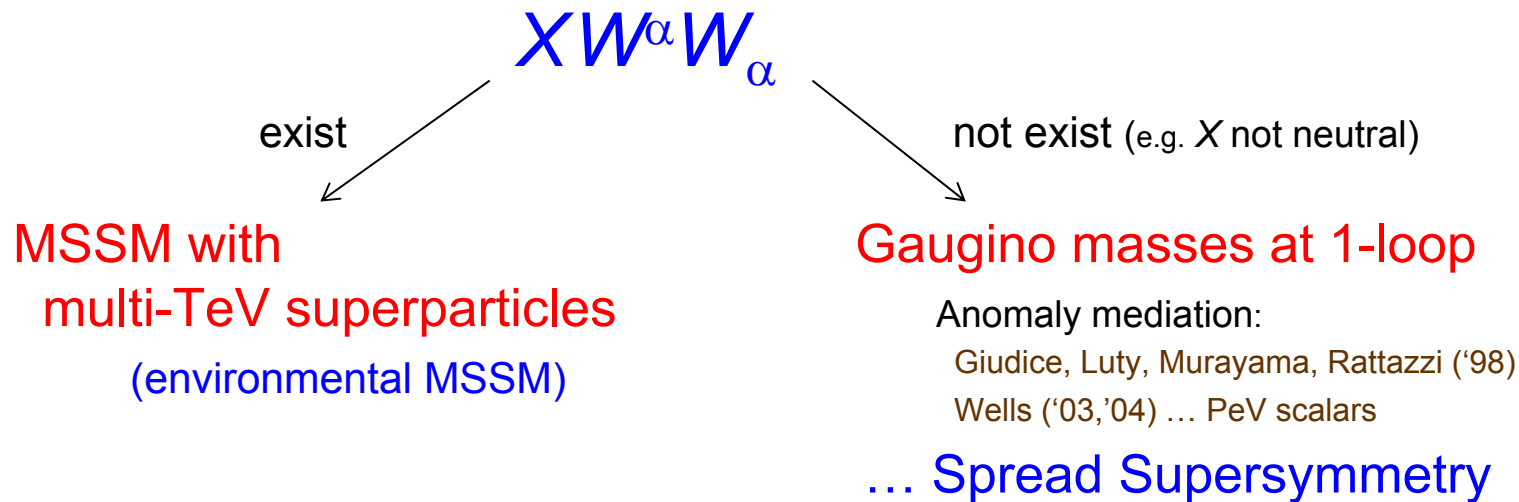 XW^αW_α
exist
not exist (e.g. X not neutral)
MSSM with
multi-TeV superparticles
(environmental MSSM)
Gaugino masses at 1-loop
Anomaly mediation:
Giudice, Luty, Murayama, Rattazzi (‘98)
Wells (‘03,’04) … PeV scalars
… Spread Supersymmetry